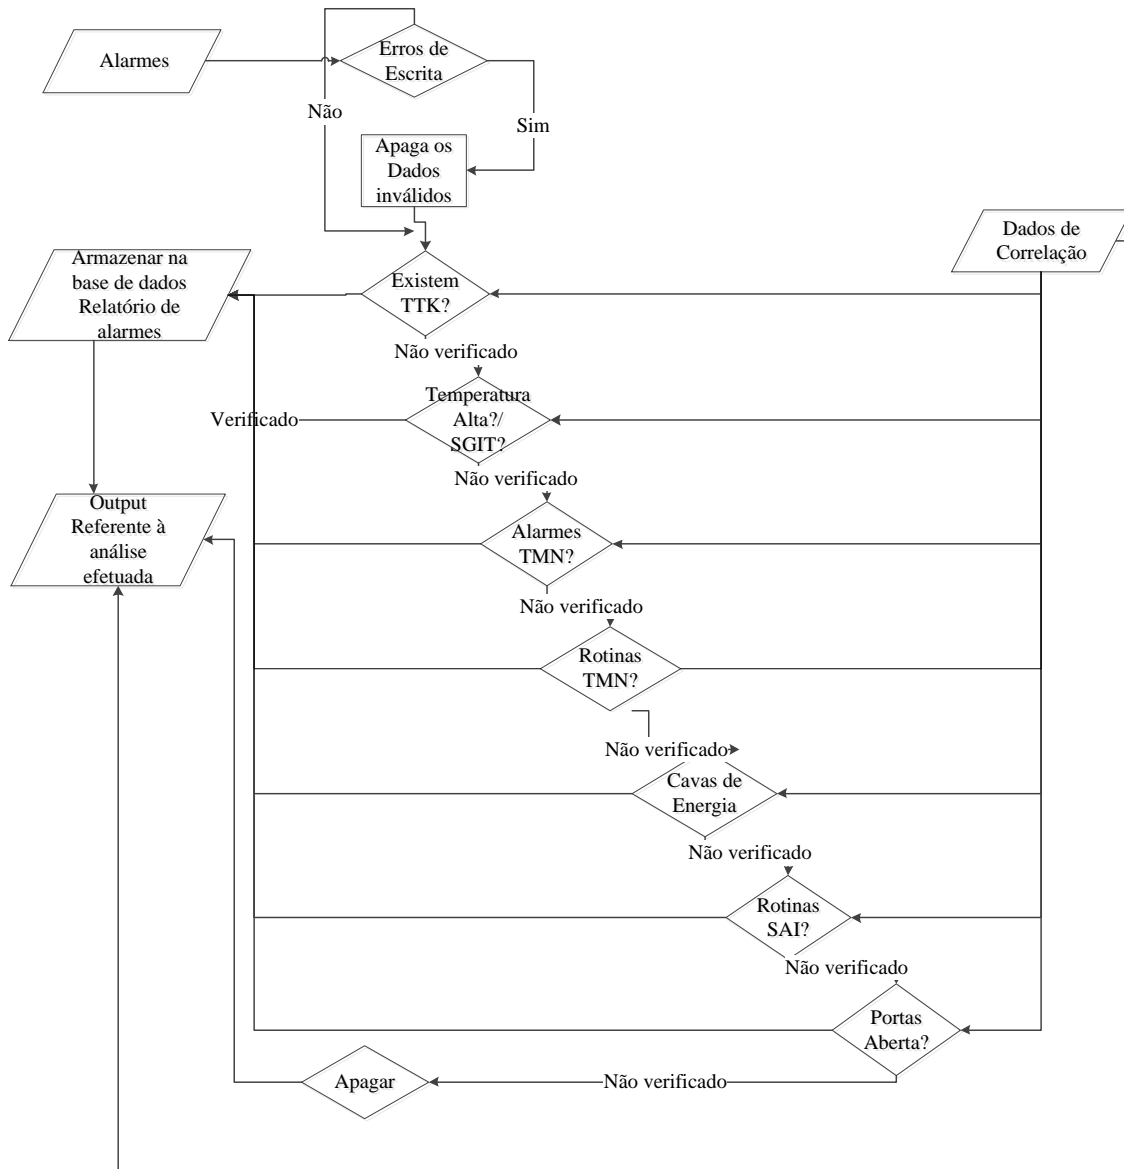 Alarmes
Erros de
Escrita
Não
Sim
Apaga os
Dados
inválidos
Dados de
Correlação
Armazenar na
base de dados
Relatório de
alarmes
Existem
TTK?
Não verificado
Temperatura
Alta?/
SGIT?
Verificado
Não verificado
Output
Referente à
análise
efetuada
Alarmes
TMN?
Não verificado
Rotinas
TMN?
Não verificado
Cavas de
Energia
Não verificado
Rotinas
SAI?
Não verificado
Portas
Aberta?
Não verificado
Apagar